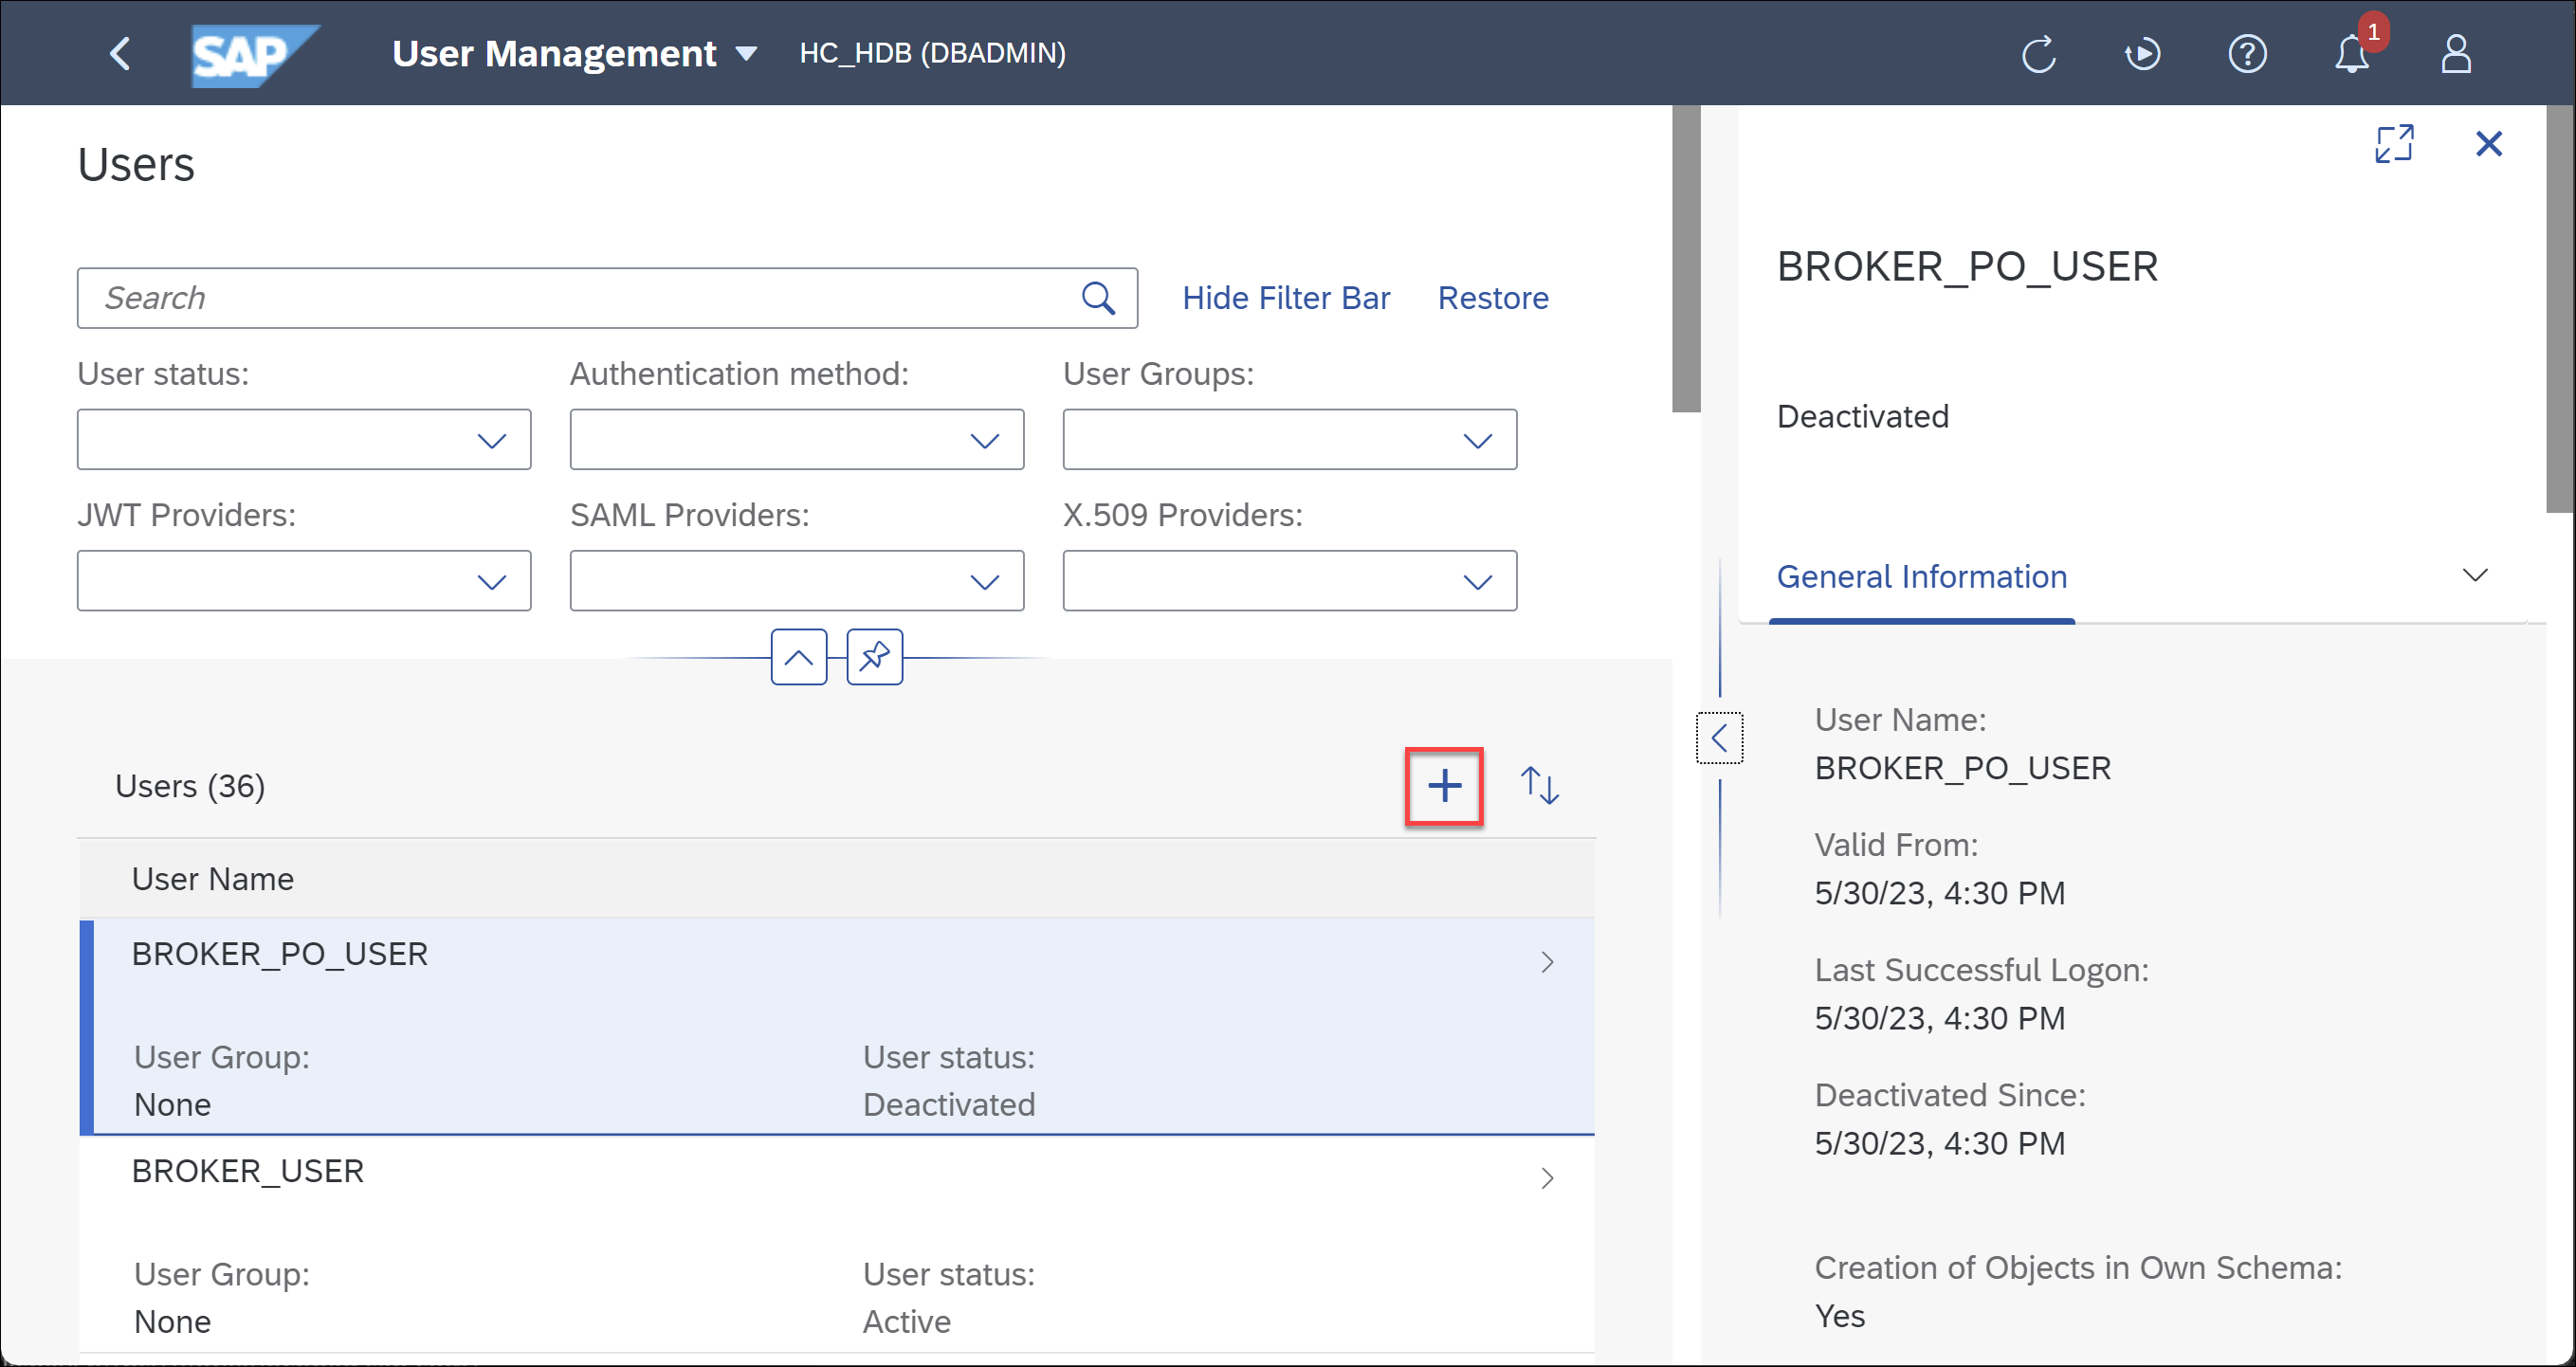 SAP User Management HC_HDB (DBADMIN) 1
Users
Search Hide Filter Bar Restore
User status: Authentication method: User Groups:
JWT Providers: SAML Providers: X.509 Providers:
Users (36)
User Name
BROKER_PO_USER
User Group: User status:
None Deactivated
BROKER_USER
User Group: User status:
None Active
BROKER_PO_USER
Deactivated
General Information
User Name:
BROKER_PO_USER
Valid From:
5/30/23, 4:30 PM
Last Successful Logon:
5/30/23, 4:30 PM
Deactivated Since:
5/30/23, 4:30 PM
Creation of Objects in Own Schema:
Yes